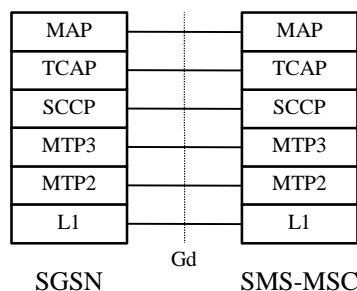 MAP MAP
TCAP TCAP
SCCP SCCP
MTP3 MTP3
MTP2 MTP2
L1 L1
Gd
SGSN SMS-MSC